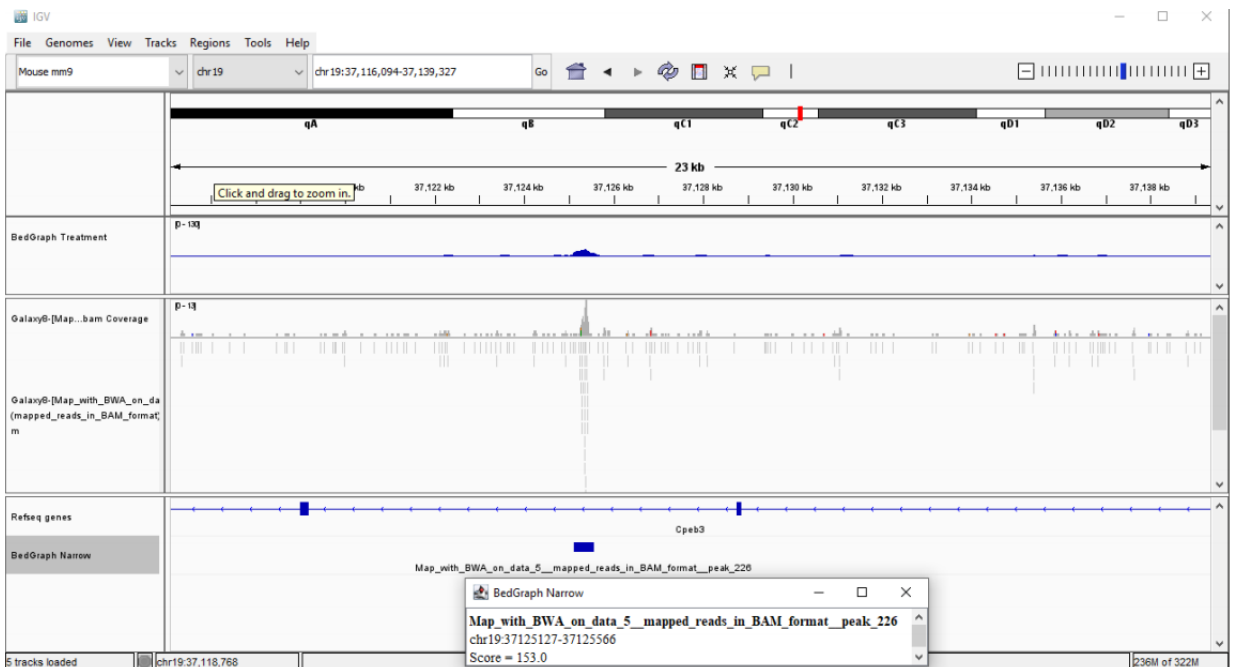 IGV
File Genomes View Tracks Regions Tools Help
Mouse mm9 chr19 chr19:37,116,094-37,139,327 Go
qA qB qC1 qC2 qC3 qD1 qD2 qD3
23 kb
kb 37,122 kb 37,124 kb 37,126 kb 37,128 kb 37,130 kb 37,132 kb 37,134 kb 37,136 kb 37,138 kb
Click and drag to zoom in.
[0 - 130]
BedGraph Treatment
[0 - 13]
Galaxy8-[Map...bam Coverage
Galaxy8-[Map_with_BWA_on_da
(mapped_reads_in_BAM_format)
m
Refseq genes
Cpeb3
BedGraph Narrow
Map_with_BWA_on_data_5__mapped_reads_in_BAM_format__peak_226
BedGraph Narrow
Map_with_BWA_on_data_5__mapped_reads_in_BAM_format__peak_226
chr19:37125127-37125566
Score = 153.0
5 tracks loaded chr19:37,118,768 236M of 322M